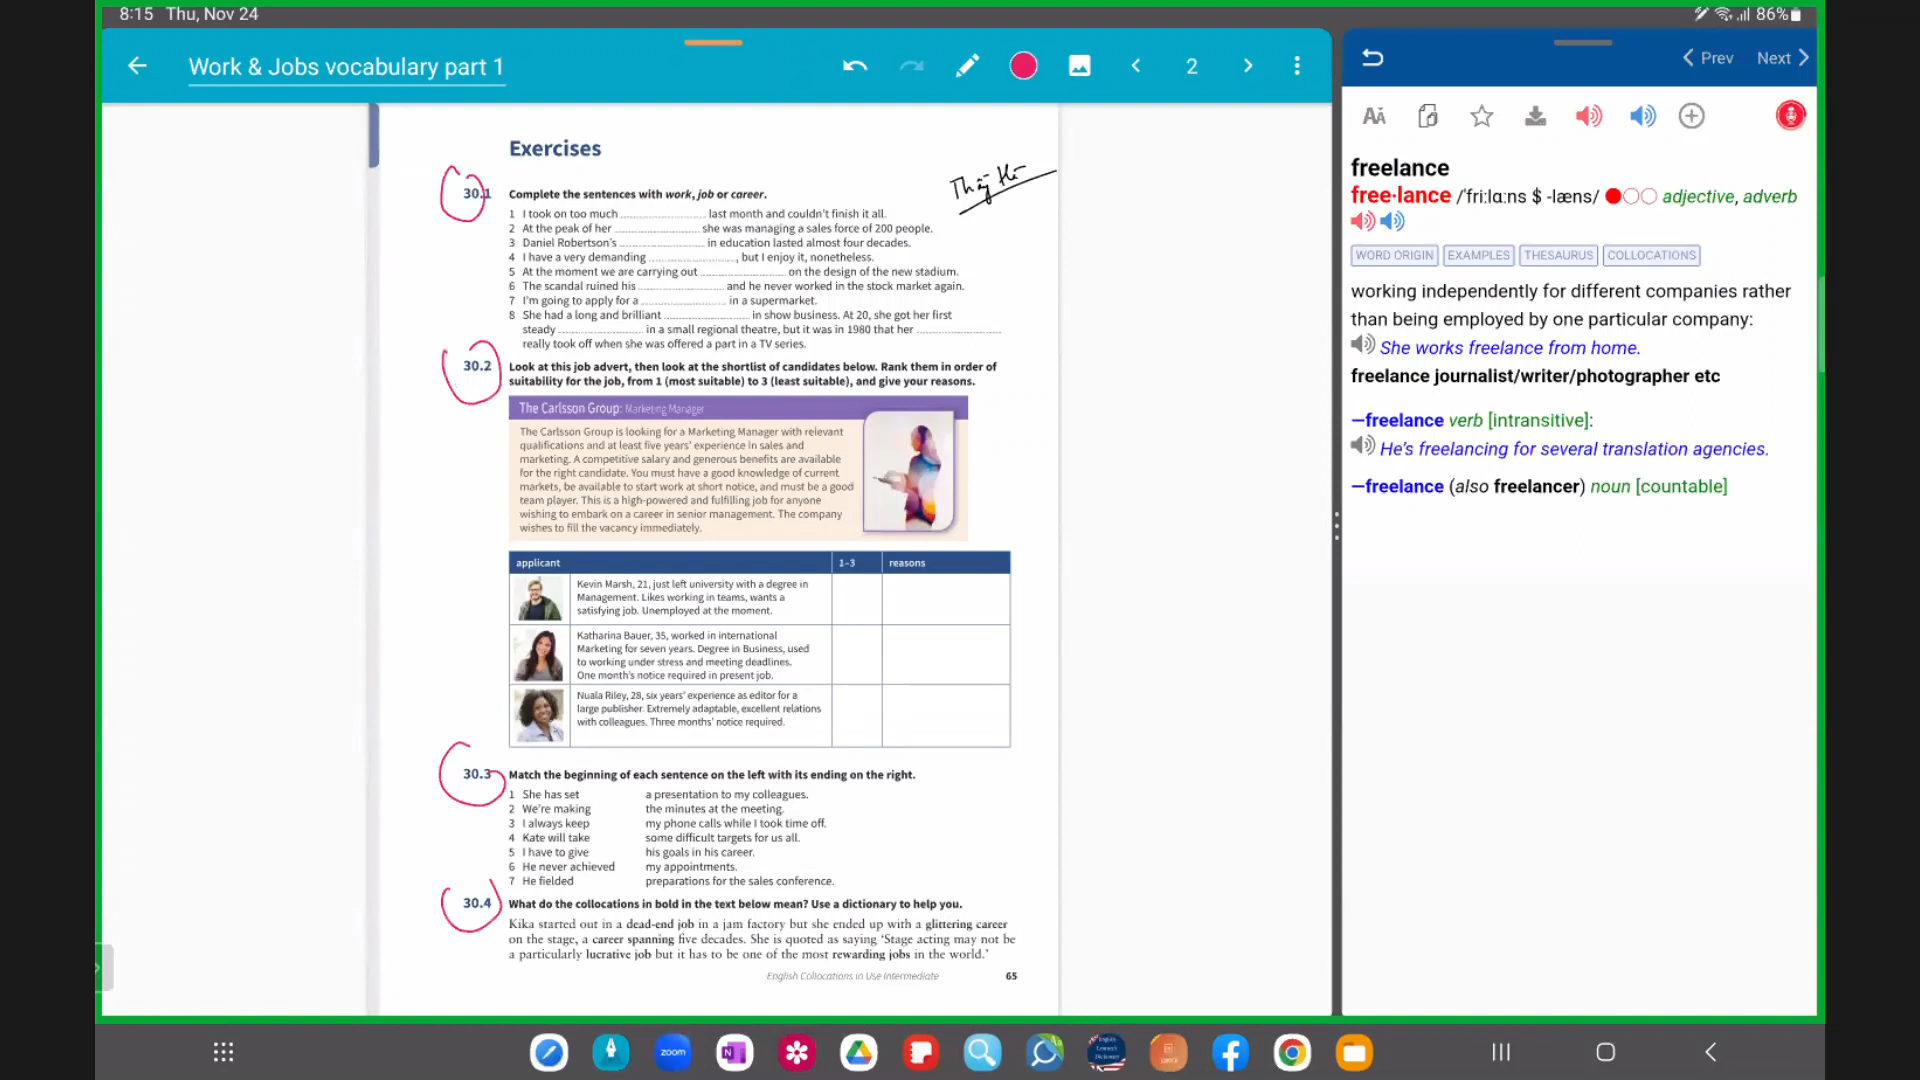 8:15 Thu, Nov 24
86%
Work & Jobs vocabulary part 1
2
Exercises
30.1 Complete the sentences with work, job or career.
1 I took on too much ........................ last month and couldn't finish it all.
2 At the peak of her ........................ she was managing a sales force of 200 people.
3 Daniel Robertson's ........................ in education lasted almost four decades.
4 I have a very demanding ........................, but I enjoy it, nonetheless.
5 At the moment we are carrying out ........................ on the design of the new stadium.
6 The scandal ruined his ........................ and he never worked in the stock market again.
7 I'm going to apply for a ........................ in a supermarket.
8 She had a long and brilliant ........................ in show business. At 20, she got her first
steady ........................ in a small regional theatre, but it was in 1980 that her ........................
really took off when she was offered a part in a TV series.
30.2 Look at this job advert, then look at the shortlist of candidates below. Rank them in order of
suitability for the job, from 1 (most suitable) to 3 (least suitable), and give your reasons.
The Carlsson Group: Marketing Manager
The Carlsson Group is looking for a Marketing Manager with relevant
qualifications and at least five years' experience in sales and
marketing. A competitive salary and generous benefits are available
for the right candidate. You must have a good knowledge of current
markets, be available to start work at short notice, and must be a good
team player. This is a high-powered and fulfilling job for anyone
wishing to embark on a career in senior management. The company
wishes to fill the vacancy immediately.
applicant 1–3 reasons
Kevin Marsh, 21, just left university with a degree in
Management. Likes working in teams, wants a
satisfying job. Unemployed at the moment.
Katharina Bauer, 35, worked in international
Marketing for seven years. Degree in Business, used
to working under stress and meeting deadlines.
One month's notice required in present job.
Nuala Riley, 28, six years' experience as editor for a
large publisher. Extremely adaptable, excellent relations
with colleagues. Three months' notice required.
30.3 Match the beginning of each sentence on the left with its ending on the right.
1 She has set a presentation to my colleagues.
2 We're making the minutes at the meeting.
3 I always keep my phone calls while I took time off.
4 Kate will take some difficult targets for us all.
5 I have to give his goals in his career.
6 He never achieved my appointments.
7 He fielded preparations for the sales conference.
30.4 What do the collocations in bold in the text below mean? Use a dictionary to help you.
Kika started out in a dead-end job in a jam factory but she ended up with a glittering career
on the stage, a career spanning five decades. She is quoted as saying 'Stage acting may not be
a particularly lucrative job but it has to be one of the most rewarding jobs in the world.'
English Collocations in Use Intermediate 65
Prev Next
freelance
free·lance /ˈfriːlɑːns $ -læns/ adjective, adverb
WORD ORIGIN EXAMPLES THESAURUS COLLOCATIONS
working independently for different companies rather
than being employed by one particular company:
She works freelance from home.
freelance journalist/writer/photographer etc
—freelance verb [intransitive]:
He's freelancing for several translation agencies.
—freelance (also freelancer) noun [countable]
zoom